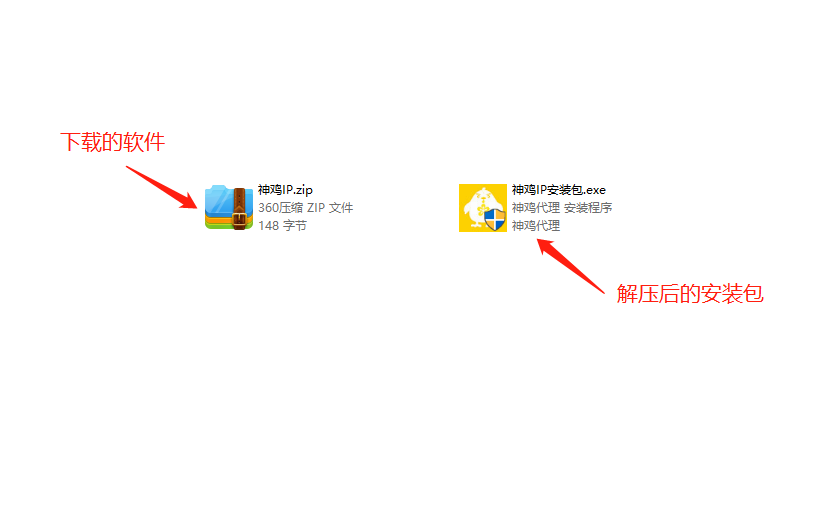 下载的软件
神鸡IP.zip
360压缩 ZIP 文件
148 字节
神鸡IP安装包.exe
神鸡代理 安装程序
神鸡代理
解压后的安装包